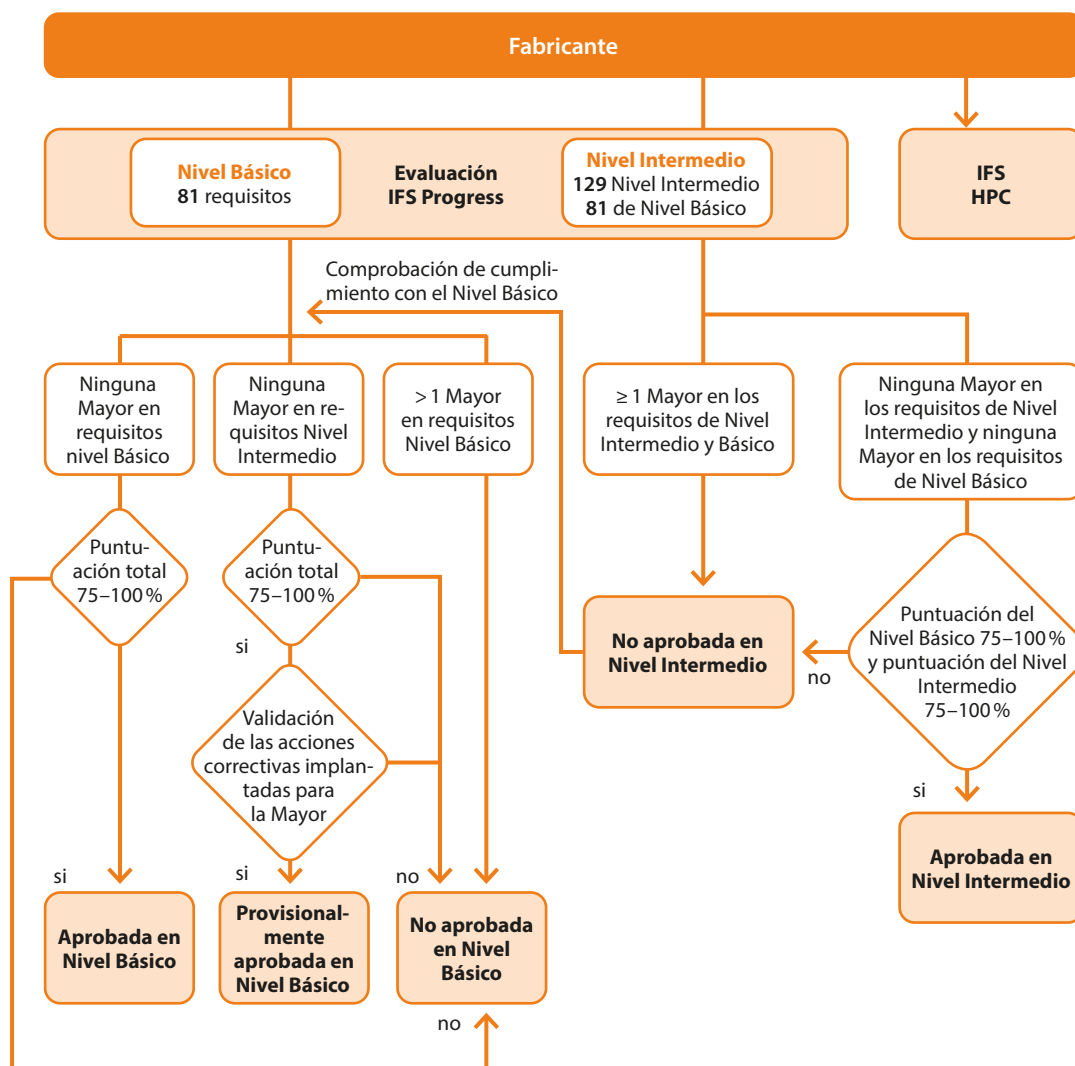 Fabricante
Nivel Básico
81 requisitos
Evaluación
IFS Progress
Nivel Intermedio
129 Nivel Intermedio
81 de Nivel Básico
IFS
HPC
Comprobación de cumpli-
miento con el Nivel Básico
Ninguna
Mayor en
requisitos
nivel Básico
Ninguna
Mayor en re-
quisitos Nivel
Intermedio
> 1 Mayor
en requisitos
Nivel Básico
≥ 1 Mayor en los
requisitos de Nivel
Intermedio y Básico
Ninguna Mayor en
los requisitos de Nivel
Intermedio y ninguna
Mayor en los requisitos
de Nivel Básico
Puntu-
ación total
75–100 %
Puntu-
ación total
75–100 %
si
No aprobada en
Nivel Intermedio
no
Puntuación del
Nivel Básico 75–100 %
y puntuación del Nivel
Intermedio
75–100 %
Validación
de las acciones
correctivas implan-
tadas para
la Mayor
si
Aprobada en
Nivel Intermedio
si
si
no
Aprobada en
Nivel Básico
Provisional-
mente
aprobada en
Nivel Básico
No aprobada
en Nivel
Básico
no